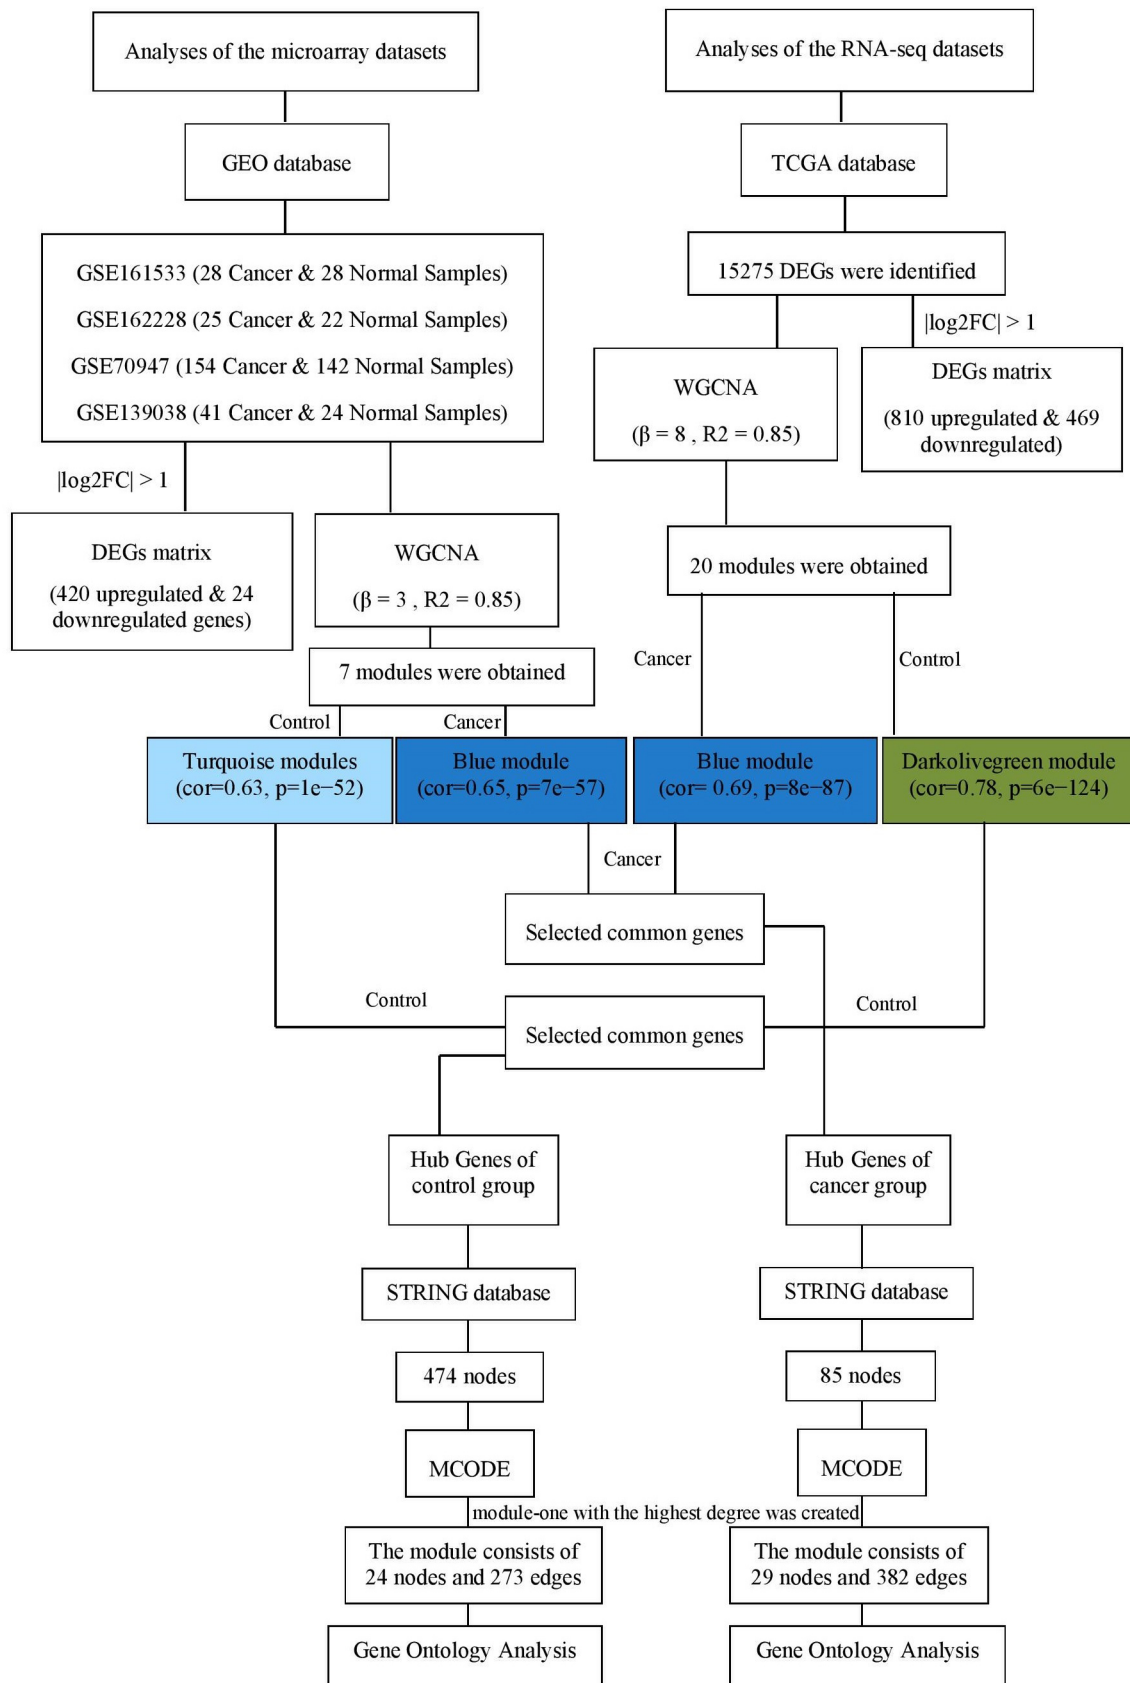 Analyses of the microarray datasets
Analyses of the RNA-seq datasets
GEO database
TCGA database
GSE161533 (28 Cancer & 28 Normal Samples)
GSE162228 (25 Cancer & 22 Normal Samples)
GSE70947 (154 Cancer & 142 Normal Samples)
GSE139038 (41 Cancer & 24 Normal Samples)
15275 DEGs were identified
|log2FC| > 1
WGCNA
(β = 8 , R2 = 0.85)
DEGs matrix
(810 upregulated & 469
downregulated)
|log2FC| > 1
DEGs matrix
(420 upregulated & 24
downregulated genes)
WGCNA
(β = 3 , R2 = 0.85)
20 modules were obtained
7 modules were obtained
Cancer
Control
Control
Cancer
Turquoise modules
(cor=0.63, p=1e−52)
Blue module
(cor=0.65, p=7e−57)
Blue module
(cor= 0.69, p=8e−87)
Darkolivegreen module
(cor=0.78, p=6e−124)
Cancer
Selected common genes
Control
Control
Selected common genes
Hub Genes of
control group
Hub Genes of
cancer group
STRING database
STRING database
474 nodes
85 nodes
MCODE
MCODE
module-one with the highest degree was created
The module consists of
24 nodes and 273 edges
The module consists of
29 nodes and 382 edges
Gene Ontology Analysis
Gene Ontology Analysis